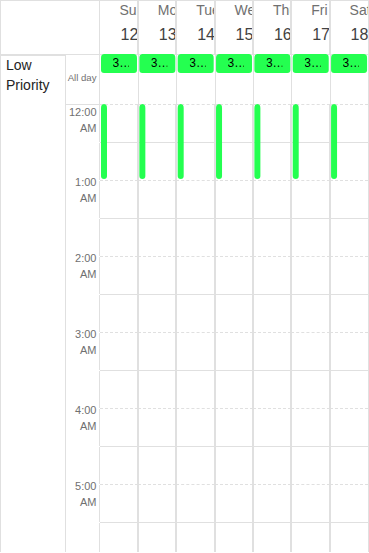 Su Mo Tue We Th Fri Sat
12 13 14 15 16 17 18
Low
Priority
All day
3... 3... 3... 3... 3... 3... 3...
12:00
AM
1:00
AM
2:00
AM
3:00
AM
4:00
AM
5:00
AM